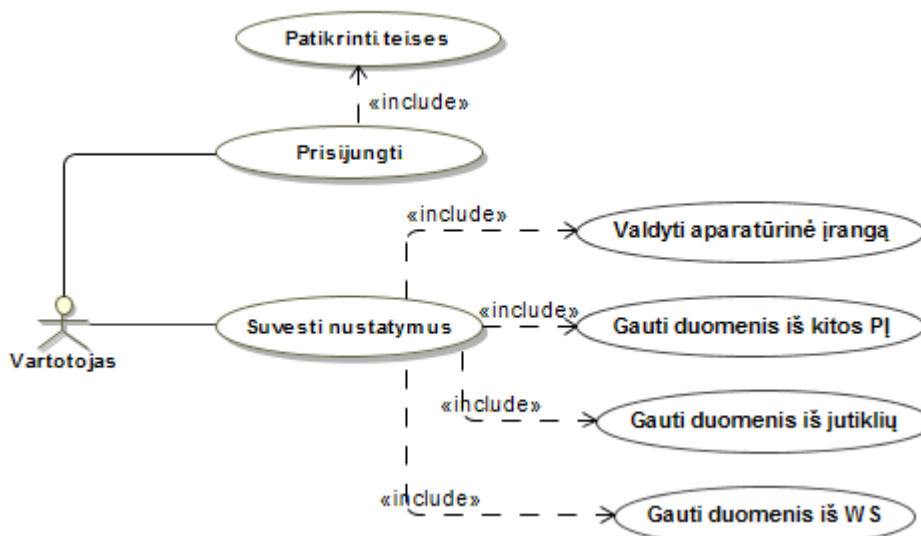 Patikrinti teises
«include»
Prisijungti
«include»
Valdyti aparatūrinė įrangą
Vartotojas
Suvesti nustatymus
«include»
Gauti duomenis iš kitos PĮ
«include»
Gauti duomenis iš jutiklių
«include»
Gauti duomenis iš WS